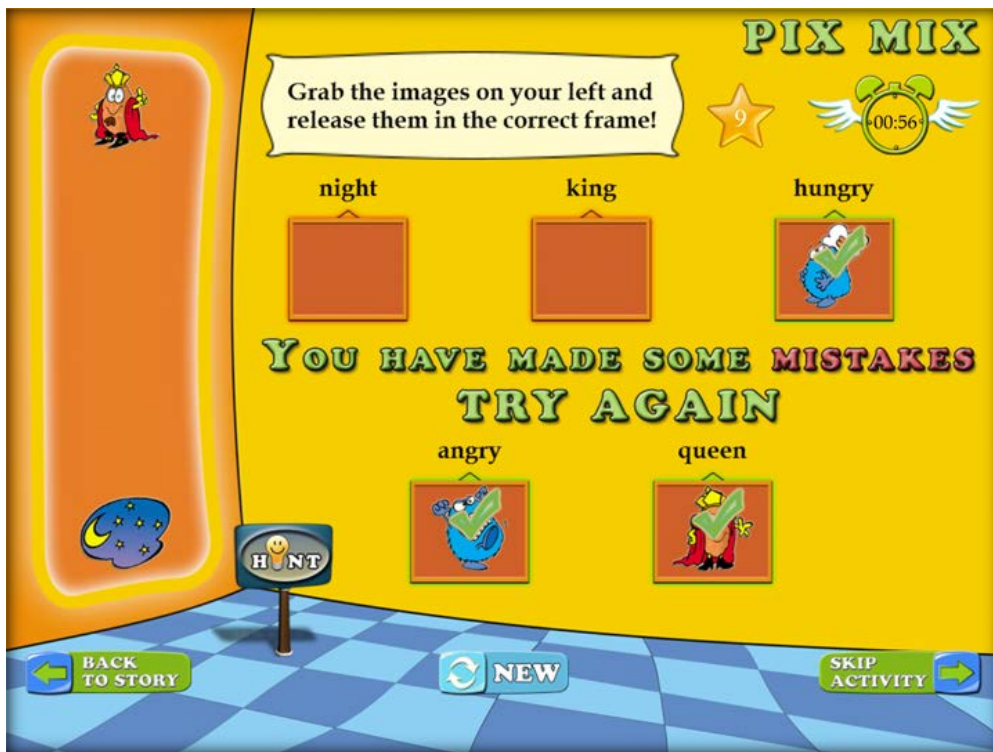 PIX MIX
Grab the images on your left and
release them in the correct frame!
9
00:56
night
king
hungry
YOU HAVE MADE SOME MISTAKES
TRY AGAIN
angry
queen
HINT
BACK
TO STORY
NEW
SKIP
ACTIVITY